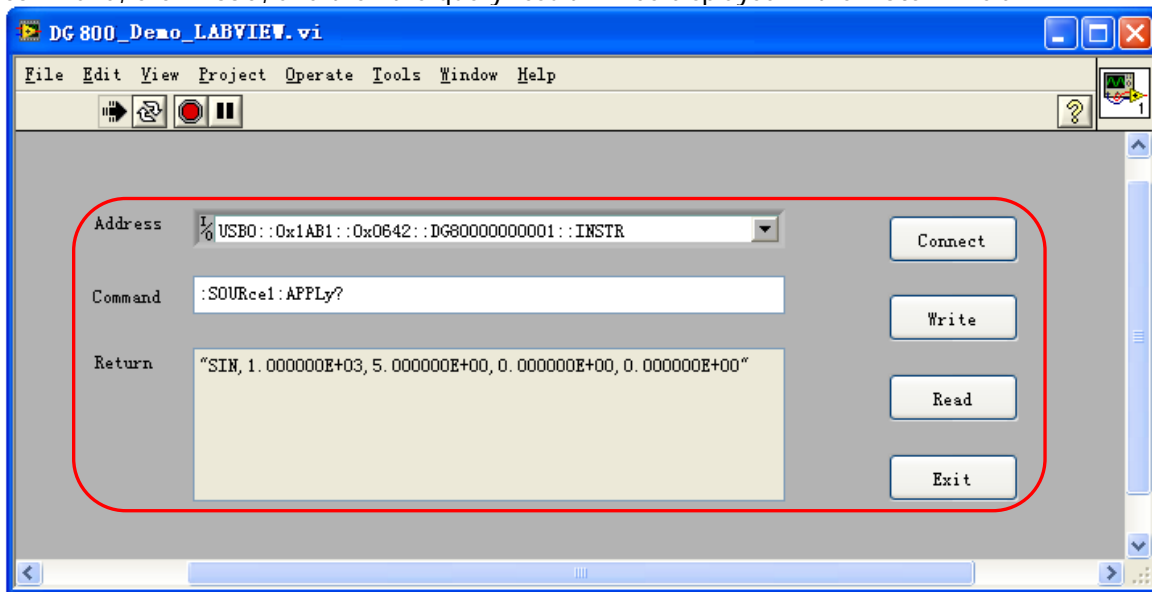 DG 800_Demo_LABVIEW.vi
File Edit View Project Operate Tools Window Help
1
Address
I/O USB0::0x1AB1::0x0642::DG80000000001::INSTR
Connect
Command
:SOURce1:APPLy?
Write
Return
“SIN,1.000000E+03,5.000000E+00,0.000000E+00,0.000000E+00“
Read
Exit